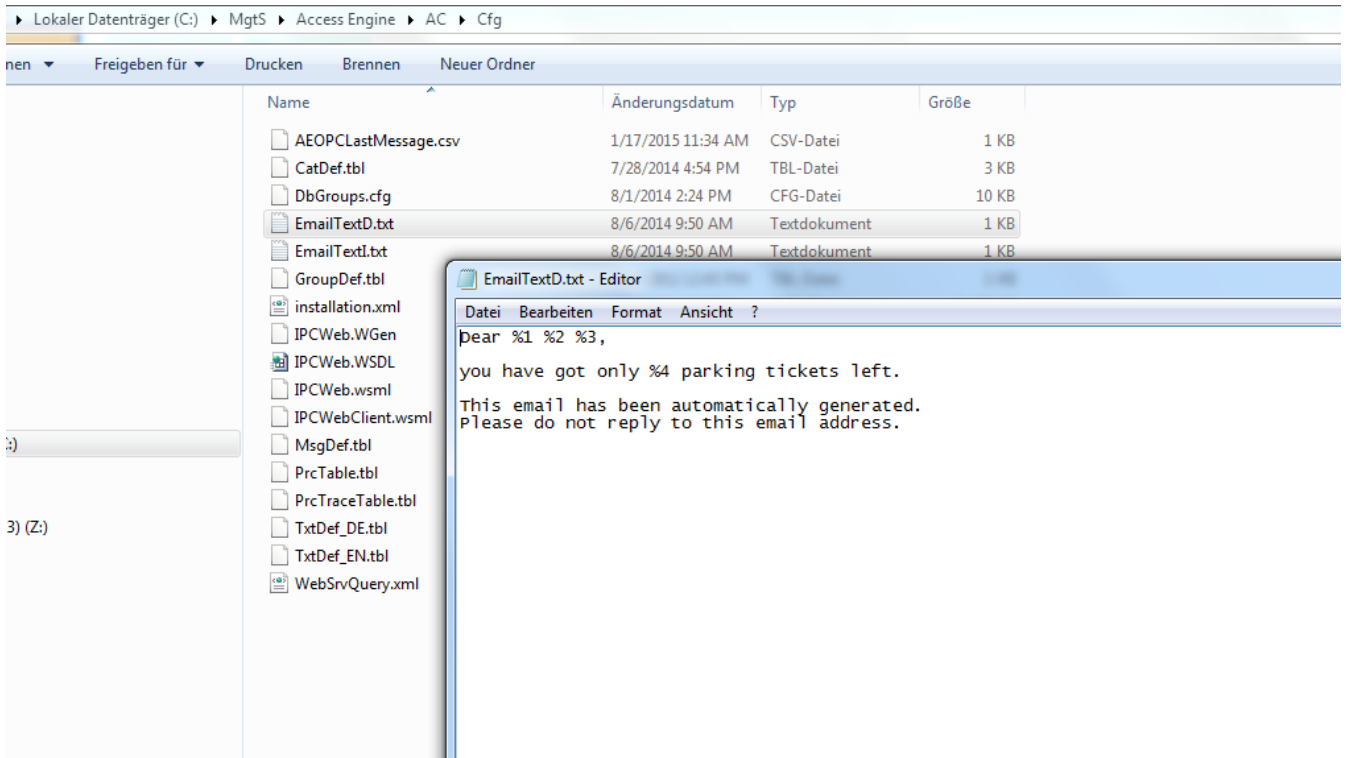 Lokaler Datenträger (C:) MgtS Access Engine AC Cfg
nen Freigeben für Drucken Brennen Neuer Ordner
Name Änderungsdatum Typ Größe
AEOPCLastMessage.csv 1/17/2015 11:34 AM CSV-Datei 1 KB
CatDef.tbl 7/28/2014 4:54 PM TBL-Datei 3 KB
DbGroups.cfg 8/1/2014 2:24 PM CFG-Datei 10 KB
EmailTextD.txt 8/6/2014 9:50 AM Textdokument 1 KB
EmailTextI.txt 8/6/2014 9:50 AM Textdokument 1 KB
GroupDef.tbl
installation.xml
IPCWeb.WGen
IPCWeb.WSDL
IPCWeb.wsml
IPCWebClient.wsml
MsgDef.tbl
PrcTable.tbl
PrcTraceTable.tbl
TxtDef_DE.tbl
TxtDef_EN.tbl
WebSrvQuery.xml
:)
3) (Z:)
EmailTextD.txt - Editor
Datei Bearbeiten Format Ansicht ?
Dear %1 %2 %3,
you have got only %4 parking tickets left.
This email has been automatically generated.
Please do not reply to this email address.